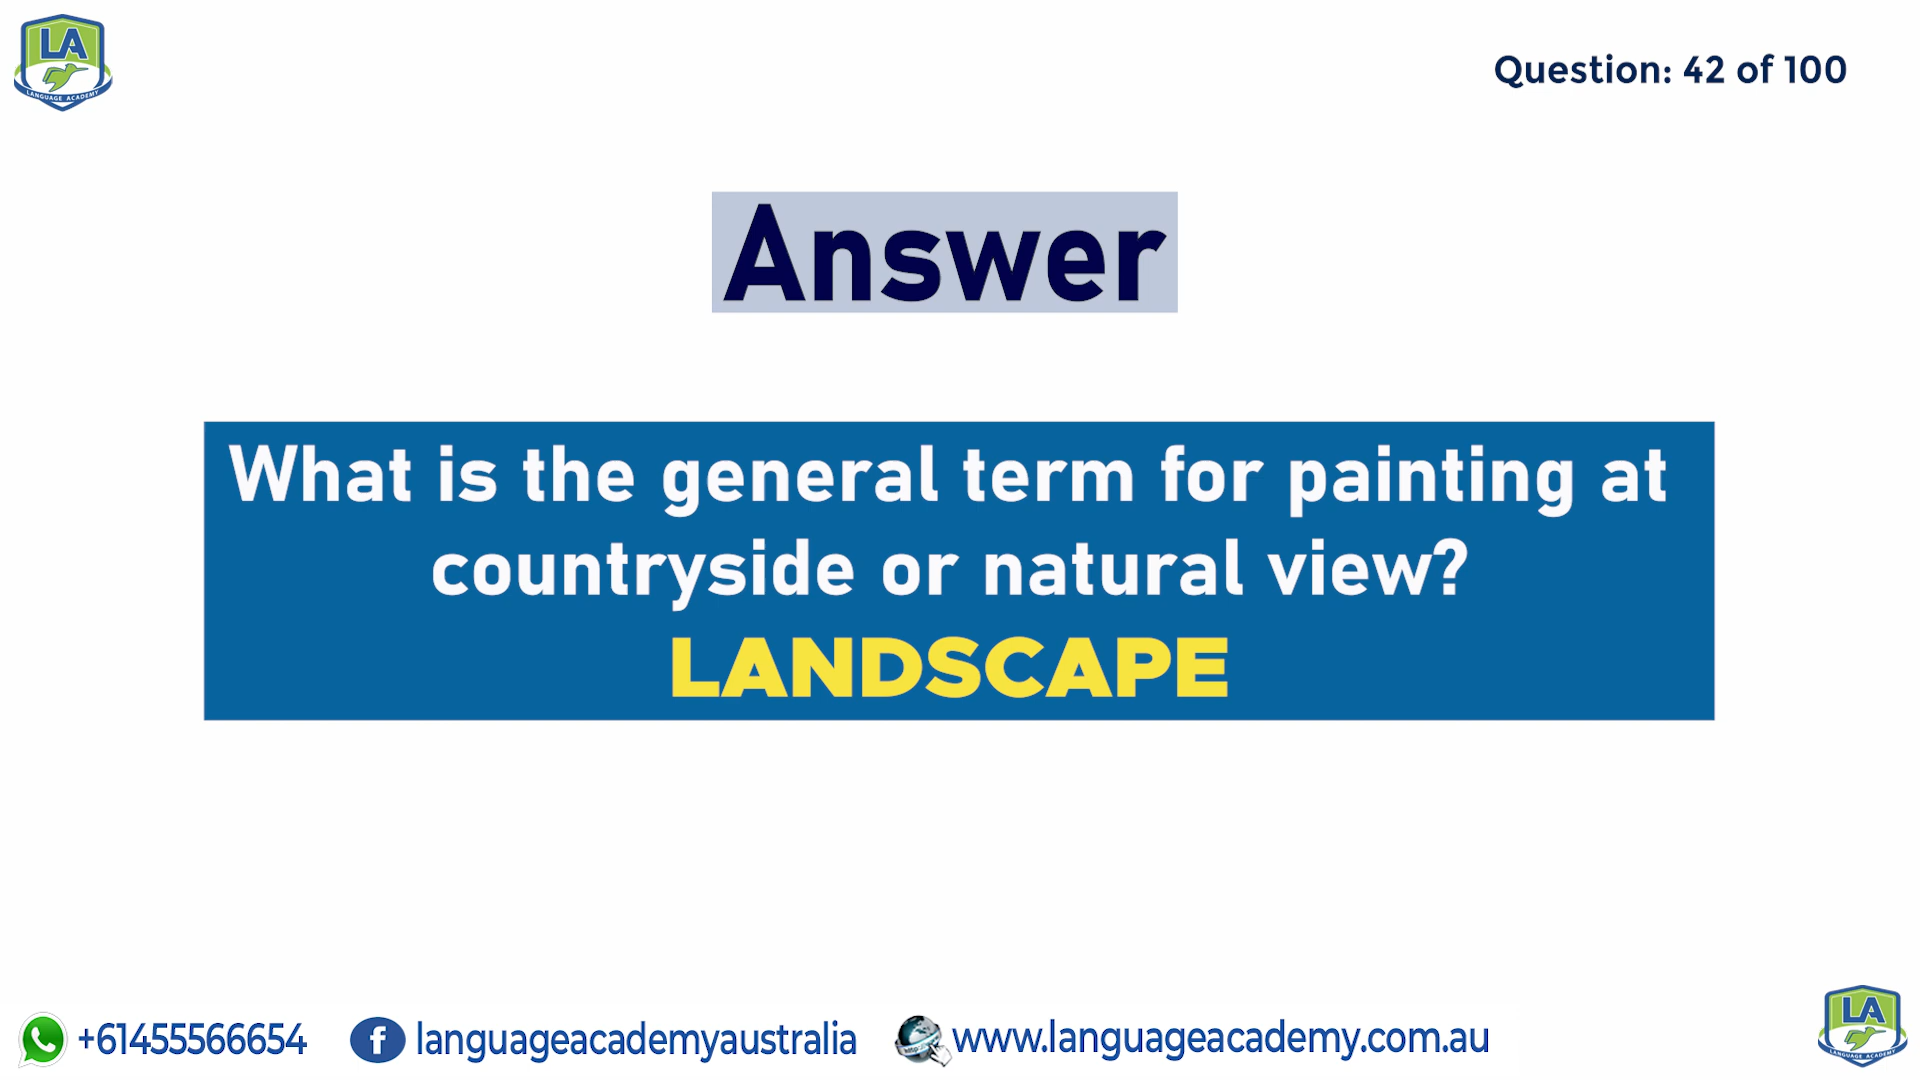 LA
LANGUAGE ACADEMY
Question: 42 of 100
Answer
What is the general term for painting at
countryside or natural view?
LANDSCAPE
+61455566654
f
languageacademyaustralia
www.languageacademy.com.au
LA
LANGUAGE ACADEMY